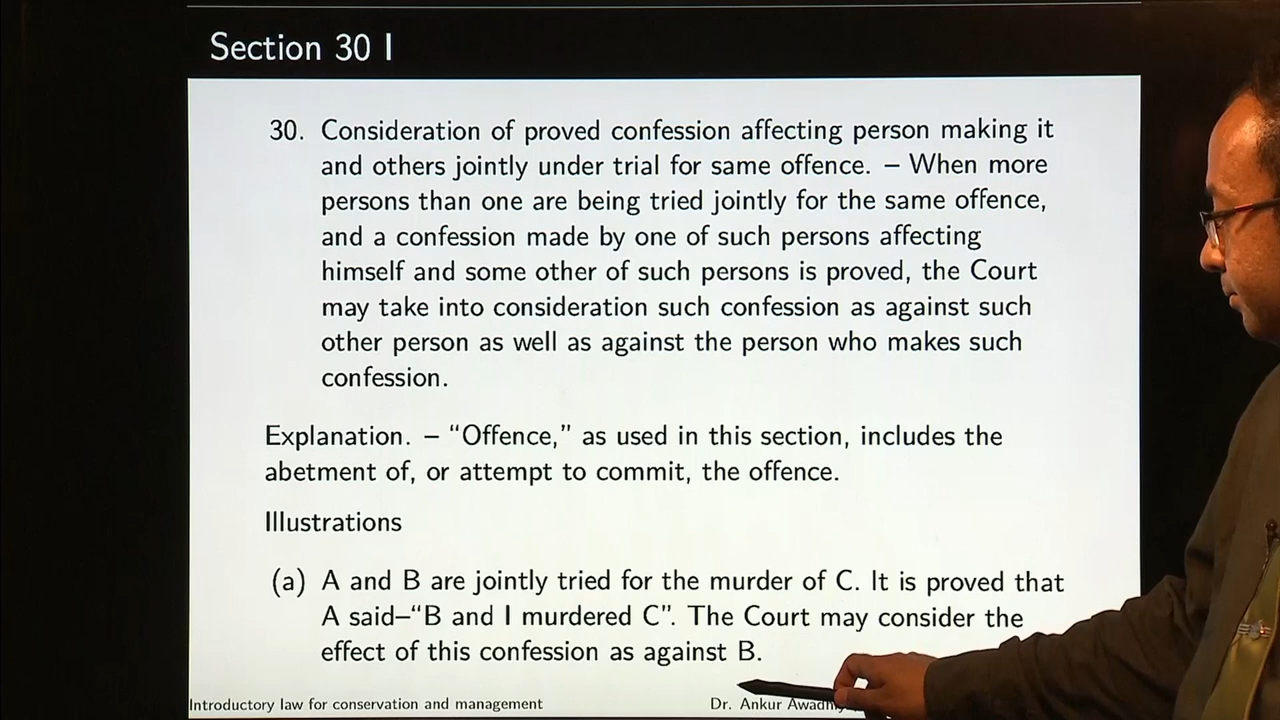 Section 30 I
30. Consideration of proved confession affecting person making it
and others jointly under trial for same offence. – When more
persons than one are being tried jointly for the same offence,
and a confession made by one of such persons affecting
himself and some other of such persons is proved, the Court
may take into consideration such confession as against such
other person as well as against the person who makes such
confession.
Explanation. – “Offence,” as used in this section, includes the
abetment of, or attempt to commit, the offence.
Illustrations
(a) A and B are jointly tried for the murder of C. It is proved that
A said–“B and I murdered C”. The Court may consider the
effect of this confession as against B.
Introductory law for conservation and management
Dr. Ankur